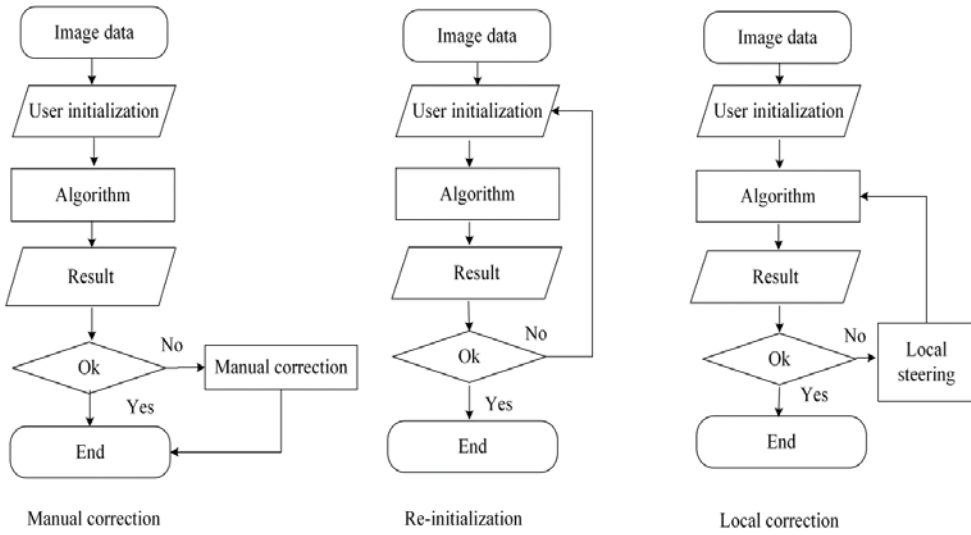 Image data
User initialization
Algorithm
Result
Ok
No
Manual correction
Yes
End
Manual correction
Image data
User initialization
Algorithm
Result
Ok
No
Yes
End
Re-initialization
Image data
User initialization
Algorithm
Result
Ok
No
Local
steering
Yes
End
Local correction